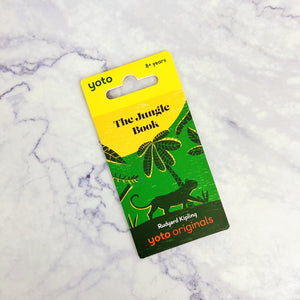 yoto
8+ years
The Jungle
Book
Rudyard Kipling
yoto originals